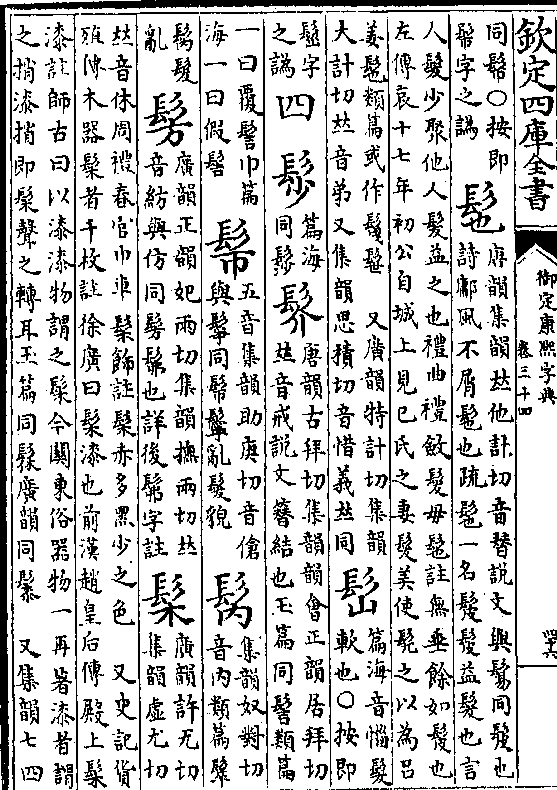 欽定四庫全書
御定康熙字典
卷三十四
四六
同髢〇按即
髢字之譌
髢
唐韻集韻𠀤他計切音替說文與鬄同髲也
詩鄘風不屑髢也疏髢一名髲髲益髮也言
人髮少聚他人髮益之也禮曲禮斂髮毋髢註無垂餘如髲也
左傳哀十七年初公自城上見己氏之妻髮美使髠之以為呂
姜髢類篇或作鬄 又廣韻特計切集韻
大計切𠀤音弟又集韻思積切音惜義𠀤同
篇海音惱髮
軟也〇按即
字
之譌
四
篇海
同
髾
髟介
唐韻古拜切集韻韻會正韻居拜切
𠀤音戒說文簪結也玉篇同髻類篇
一曰覆髻巾篇
海一曰假髻
五音集韻助庚切音傖
與鬇同鬡亂髮貌
集韻奴對切
音內類篇
髮
亂
髣
廣韻正韻妃兩切集韻撫兩切𠀤
音紡與仿同髣髴也詳後髴字註
髤
廣韻許尤切
集韻虛尤切
𠀤音休周禮春官巾車髤飾註髤赤多黑少之色 又史記貨
殖傳木器髤者千枚註徐廣曰髤漆也前漢趙皇后傳殿上髤
漆註師古曰以漆漆物謂之髤今關東俗器物一再著漆者謂
之捎漆捎即髤聲之轉耳玉篇同髹廣韻同䰍 又集韻七四